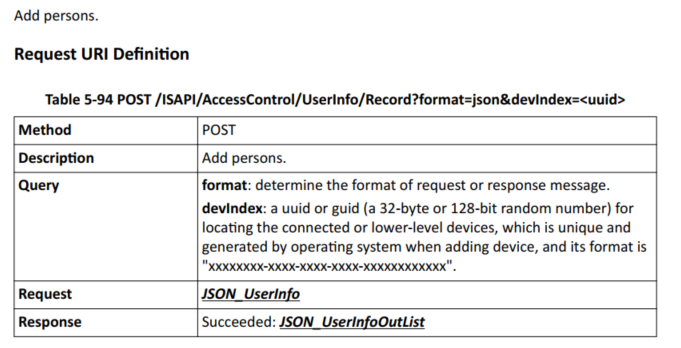 Add persons.
Request URI Definition
Table 5-94 POST /ISAPI/AccessControl/UserInfo/Record?format=json&devIndex=<uuid>
Method POST
Description Add persons.
Query format: determine the format of request or response message.
devIndex: a uuid or guid (a 32-byte or 128-bit random number) for
locating the connected or lower-level devices, which is unique and
generated by operating system when adding device, and its format is
"xxxxxxxx-xxxx-xxxx-xxxx-xxxxxxxxxxxx".
Request JSON_UserInfo
Response Succeeded: JSON_UserInfoOutList